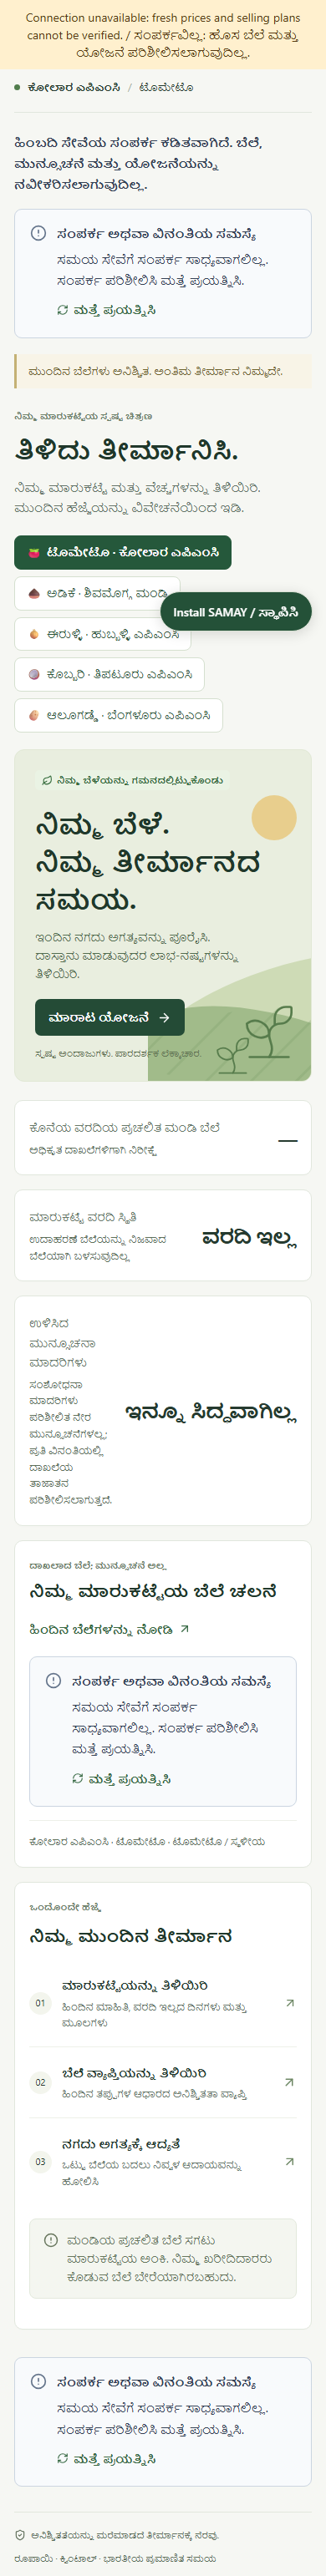 Connection unavailable: fresh prices and selling plans
cannot be verified. / ಸಂಪರ್ಕವಿಲ್ಲ: ಹೊಸ ಬೆಲೆ ಮತ್ತು
ಯೋಜನೆ ಪರಿಶೀಲಿಸಲಾಗುವುದಿಲ್ಲ.
ಕೋಲಾರ ಎಪಿಎಂಸಿ / ಟೊಮೇಟೊ
ಹಿಂಬದಿ ಸೇವೆಯ ಸಂಪರ್ಕ ಕಡಿತವಾಗಿದೆ. ಬೆಲೆ,
ಮುನ್ಸೂಚನೆ ಮತ್ತು ಯೋಜನೆಯನ್ನು
ನವೀಕರಿಸಲಾಗುವುದಿಲ್ಲ.
ಸಂಪರ್ಕ ಅಥವಾ ವಿನಂತಿಯ ಸಮಸ್ಯೆ
ಸಮಯ ಸೇವೆಗೆ ಸಂಪರ್ಕ ಸಾಧ್ಯವಾಗಲಿಲ್ಲ.
ಸಂಪರ್ಕ ಪರಿಶೀಲಿಸಿ ಮತ್ತೆ ಪ್ರಯತ್ನಿಸಿ.
ಮತ್ತೆ ಪ್ರಯತ್ನಿಸಿ
ಮುಂದಿನ ಬೆಲೆಗಳು ಅನಿಶ್ಚಿತ. ಅಂತಿಮ ತೀರ್ಮಾನ ನಿಮ್ಮದೇ.
ನಿಮ್ಮ ಮಾರುಕಟ್ಟೆಯ ಸ್ಪಷ್ಟ ಚಿತ್ರಣ
ತಿಳಿದು ತೀರ್ಮಾನಿಸಿ.
ನಿಮ್ಮ ಮಾರುಕಟ್ಟೆ ಮತ್ತು ವೆಚ್ಚಗಳನ್ನು ತಿಳಿಯಿರಿ.
ಮುಂದಿನ ಹೆಜ್ಜೆಯನ್ನು ವಿವೇಚನೆಯಿಂದ ಇಡಿ.
ಟೊಮೇಟೊ · ಕೋಲಾರ ಎಪಿಎಂಸಿ
ಅಡಿಕೆ · ಶಿವಮೊಗ್ಗ ಮಂಡಿ
Install SAMAY / ಸ್ಥಾಪಿಸಿ
ಈರುಳ್ಳಿ · ಹುಬ್ಬಳ್ಳಿ ಎಪಿಎಂಸಿ
ಕೊಬ್ಬರಿ · ತಿಪಟೂರು ಎಪಿಎಂಸಿ
ಆಲೂಗಡ್ಡೆ · ಬೆಂಗಳೂರು ಎಪಿಎಂಸಿ
ನಿಮ್ಮ ಬೆಳೆಯನ್ನು ಗಮನದಲ್ಲಿಟ್ಟುಕೊಂಡು
ನಿಮ್ಮ ಬೆಳೆ.
ನಿಮ್ಮ ತೀರ್ಮಾನದ
ಸಮಯ.
ಇಂದಿನ ನಗದು ಅಗತ್ಯವನ್ನು ಪೂರೈಸಿ.
ದಾಸ್ತಾನು ಮಾಡುವುದರ ಲಾಭ-ನಷ್ಟಗಳನ್ನು
ತಿಳಿಯಿರಿ.
ಮಾರಾಟ ಯೋಜನೆ
ಸ್ಪಷ್ಟ ಅಂದಾಜುಗಳು. ಪಾರದರ್ಶಕ ಲೆಕ್ಕಾಚಾರ.
ಕೊನೆಯ ವರದಿಯ ಪ್ರಚಲಿತ ಮಂಡಿ ಬೆಲೆ
—
ಅಧಿಕೃತ ದಾಖಲೆಗಳಿಗಾಗಿ ನಿರೀಕ್ಷೆ
ಮಾರುಕಟ್ಟೆ ವರದಿ ಸ್ಥಿತಿ
ಉದಾಹರಣೆ ಬೆಲೆಯನ್ನು ನಿಜವಾದ
ಬೆಲೆಯಾಗಿ ಬಳಸುವುದಿಲ್ಲ
ವರದಿ ಇಲ್ಲ
ಉಳಿಸಿದ
ಮುನ್ಸೂಚನಾ
ಮಾದರಿಗಳು
ಸಂಶೋಧನಾ
ಮಾದರಿಗಳು
ಪರಿಶೀಲಿತ ನೇರ
ಮುನ್ಸೂಚನೆಗಳಲ್ಲ;
ಪ್ರತಿ ವಿನಂತಿಯಲ್ಲಿ
ದಾಖಲೆಯ
ತಾಜಾತನ
ಪರಿಶೀಲಿಸಲಾಗುತ್ತದೆ.
ಇನ್ನೂ ಸಿದ್ಧವಾಗಿಲ್ಲ
ದಾಖಲಾದ ಬೆಲೆ; ಮುನ್ಸೂಚನೆ ಅಲ್ಲ
ನಿಮ್ಮ ಮಾರುಕಟ್ಟೆಯ ಬೆಲೆ ಚಲನೆ
ಹಿಂದಿನ ಬೆಲೆಗಳನ್ನು ನೋಡಿ
ಸಂಪರ್ಕ ಅಥವಾ ವಿನಂತಿಯ ಸಮಸ್ಯೆ
ಸಮಯ ಸೇವೆಗೆ ಸಂಪರ್ಕ
ಸಾಧ್ಯವಾಗಲಿಲ್ಲ. ಸಂಪರ್ಕ ಪರಿಶೀಲಿಸಿ
ಮತ್ತೆ ಪ್ರಯತ್ನಿಸಿ.
ಮತ್ತೆ ಪ್ರಯತ್ನಿಸಿ
ಕೋಲಾರ ಎಪಿಎಂಸಿ · ಟೊಮೇಟೊ · ಟೊಮೇಟೊ / ಸ್ಥಳೀಯ
ಒಂದೊಂದೇ ಹೆಜ್ಜೆ
ನಿಮ್ಮ ಮುಂದಿನ ತೀರ್ಮಾನ
01 ಮಾರುಕಟ್ಟೆಯನ್ನು ತಿಳಿಯಿರಿ
ಹಿಂದಿನ ಮಾಹಿತಿ, ವರದಿ ಇಲ್ಲದ ದಿನಗಳು ಮತ್ತು
ಮೂಲಗಳು
02 ಬೆಲೆ ವ್ಯಾಪ್ತಿಯನ್ನು ತಿಳಿಯಿರಿ
ಹಿಂದಿನ ತಪ್ಪುಗಳ ಆಧಾರದ ಅನಿಶ್ಚಿತತಾ ವ್ಯಾಪ್ತಿ
03 ನಗದು ಅಗತ್ಯಕ್ಕೆ ಆದ್ಯತೆ
ಒಟ್ಟು ಬೆಲೆಯ ಬದಲು ನಿವ್ವಳ ಆದಾಯವನ್ನು
ಹೋಲಿಸಿ
ಮಂಡಿಯ ಪ್ರಚಲಿತ ಬೆಲೆ ಸಗಟು
ಮಾರುಕಟ್ಟೆಯ ಅಂಕಿ. ನಿಮ್ಮ ಖರೀದಿದಾರರು
ಕೊಡುವ ಬೆಲೆ ಬೇರೆಯಾಗಿರಬಹುದು.
ಸಂಪರ್ಕ ಅಥವಾ ವಿನಂತಿಯ ಸಮಸ್ಯೆ
ಸಮಯ ಸೇವೆಗೆ ಸಂಪರ್ಕ ಸಾಧ್ಯವಾಗಲಿಲ್ಲ.
ಸಂಪರ್ಕ ಪರಿಶೀಲಿಸಿ ಮತ್ತೆ ಪ್ರಯತ್ನಿಸಿ.
ಮತ್ತೆ ಪ್ರಯತ್ನಿಸಿ
ಅನಿಶ್ಚಿತತೆಯನ್ನು ಮರೆಮಾಡದ ತೀರ್ಮಾನಕ್ಕೆ ನೆರವು.
ರೂಪಾಯಿ · ಕ್ವಿಂಟಾಲ್ · ಭಾರತೀಯ ಪ್ರಮಾಣಿತ ಸಮಯ